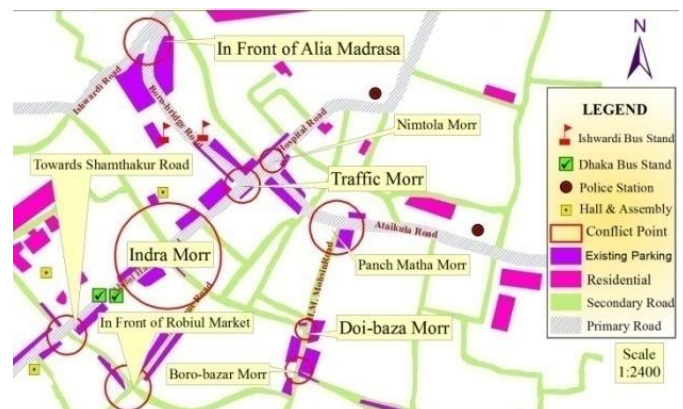 In Front of Alia Madrasa
Ishwardi Road
Boro-bridge Road
Hospital Road
Nimtola Morr
Towards Shamthakur Road
Traffic Morr
Ataikula Road
Indra Morr
Panch Matha Morr
In Front of Robiul Market
Doi-baza Morr
Boro-bazar Morr
N
LEGEND
Ishwardi Bus Stand
Dhaka Bus Stand
Police Station
Hall & Assembly
Conflict Point
Existing Parking
Residential
Secondary Road
Primary Road
Scale
1:2400